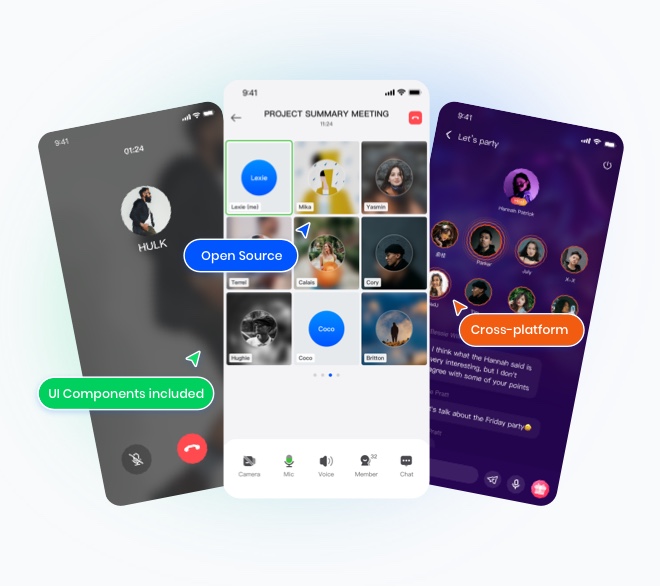 9:41
01:24
HULK
UI Components included
9:41
PROJECT SUMMARY MEETING
11:24
Lexie
Lexie (me)
Mika
Yasmin
Open Source
Tarrel
Calais
Cory
Hughie
Coco
Coco
Britton
Camera
Mic
Voice
32
Member
Chat
9:41
Let's party
Hannah Patrick
Parker
July
X-X
Cross-platform
I think what the Hannah said is
very interesting, but I don't
agree with some of your points
's talk about the Friday party